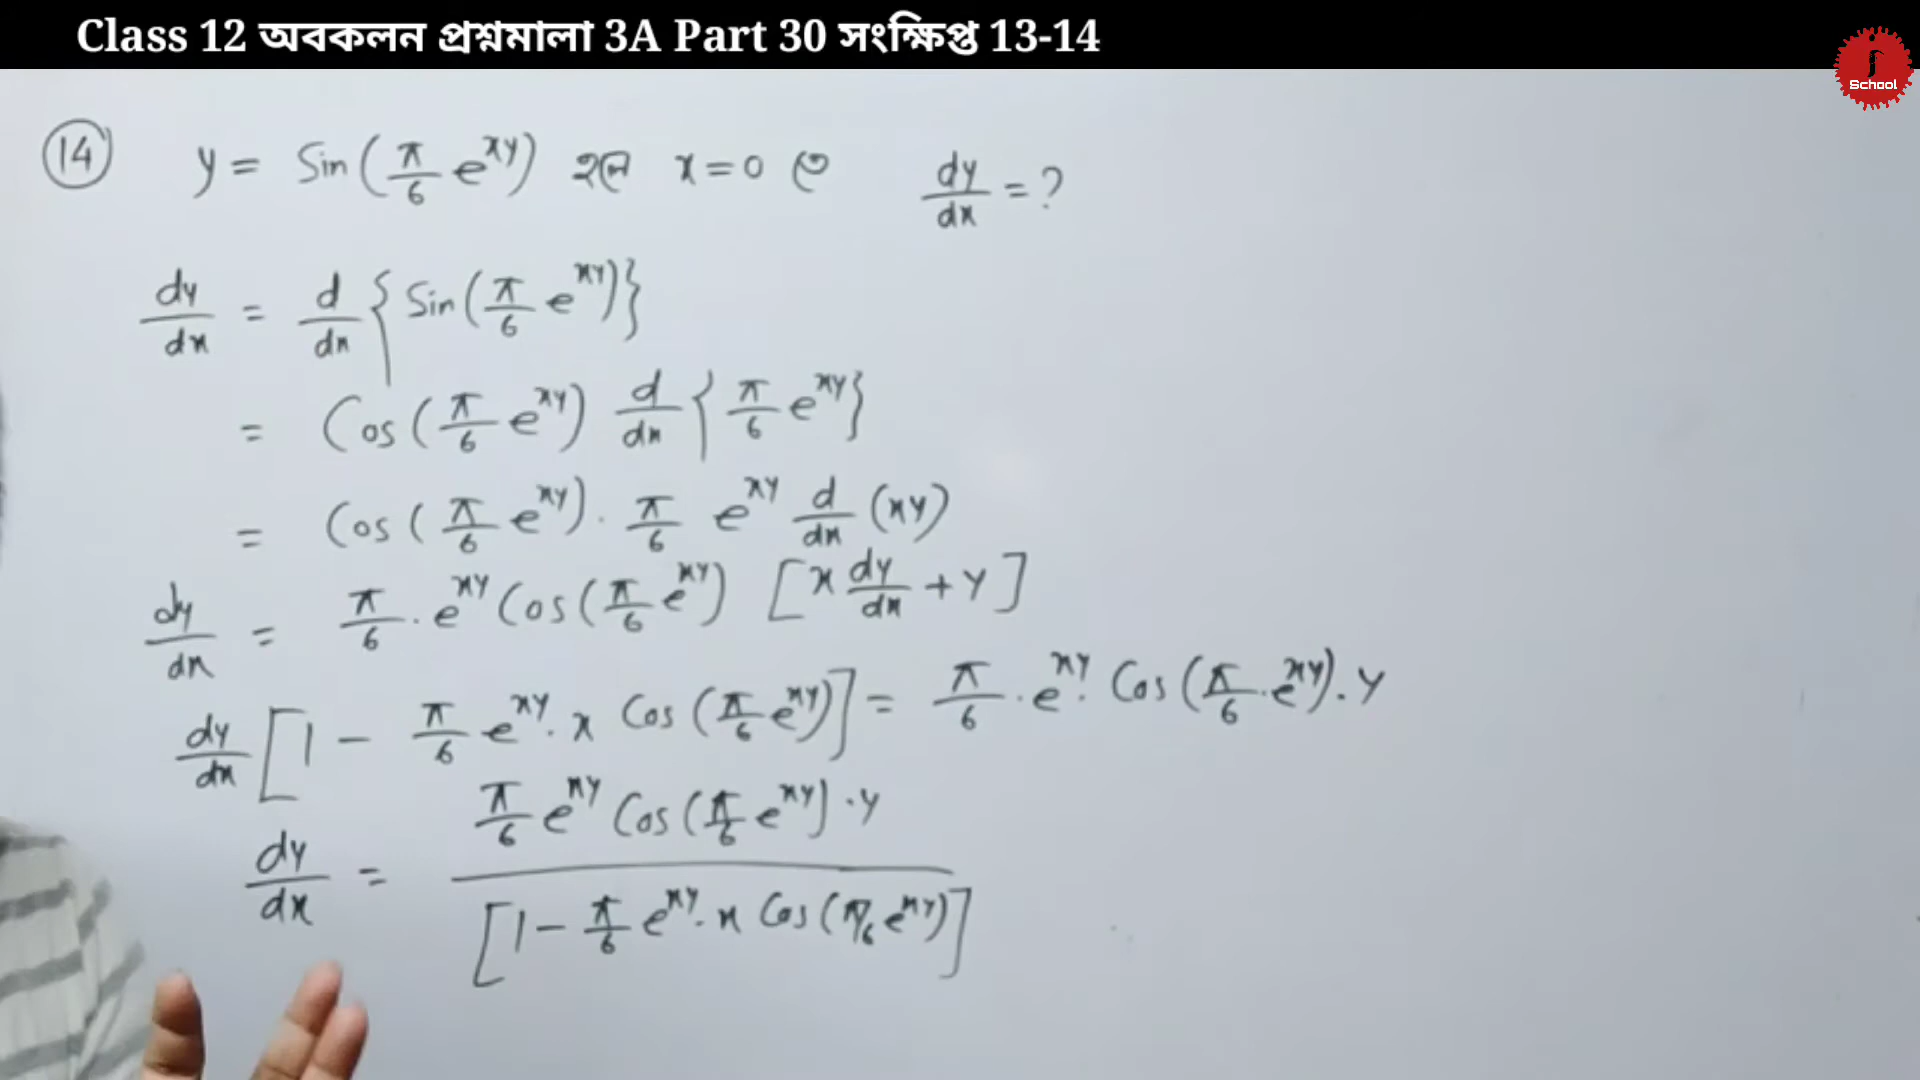 Class 12 অবকলন প্রশ্নমালা 3A Part 30 সংক্ষিপ্ত 13-14
School
(14) y = Sin(π/6 e^xy) হলে x = 0 তে dy/dx = ?
dy/dx = d/dx {Sin(π/6 e^xy)}
= Cos(π/6 e^xy) d/dx {π/6 e^xy}
= Cos(π/6 e^xy) · π/6 e^xy d/dx (xy)
dy/dx = π/6 · e^xy Cos(π/6 e^xy) [x dy/dx + y]
dy/dx [1 - π/6 e^xy · x Cos(π/6 e^xy)] = π/6 · e^xy · Cos(π/6 · e^xy) · y
dy/dx = π/6 e^xy Cos(π/6 e^xy) · y / [1 - π/6 e^xy · x Cos(π/6 e^xy)]